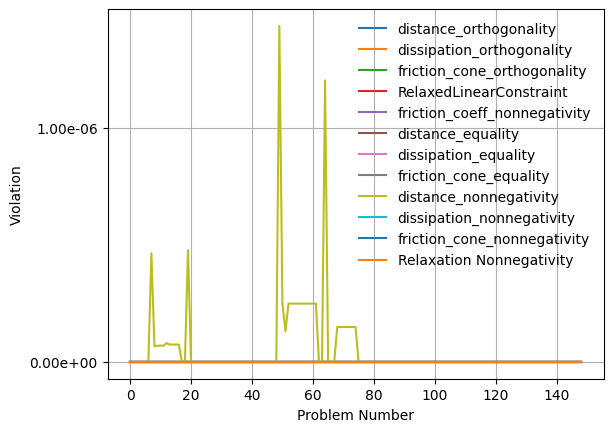 distance_orthogonality
dissipation_orthogonality
friction_cone_orthogonality
RelaxedLinearConstraint
friction_coeff_nonnegativity
distance_equality
dissipation_equality
friction_cone_equality
distance_nonnegativity
dissipation_nonnegativity
friction_cone_nonnegativity
Relaxation Nonnegativity
Violation
1.00e-06
0.00e+00
0 20 40 60 80 100 120 140
Problem Number